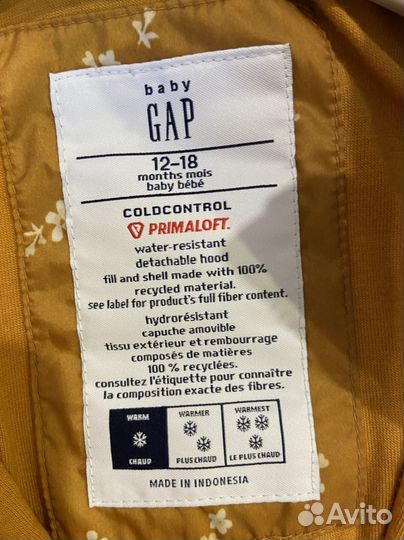 baby
GAP
12-18
months mois
baby bébé
COLDCONTROL
PRIMALOFT.
water-resistant
detachable hood
fill and shell made with 100%
recycled material.
see label for product's full fiber content.
hydrorésistant
capuche amovible
tissu extérieur et rembourrage
composés de matières
100 % recyclées.
consultez l'étiquette pour connaître
la composition exacte des fibres.
WARM WARMER WARMEST
CHAUD PLUS CHAUD LE PLUS CHAUD
MADE IN INDONESIA
Avito